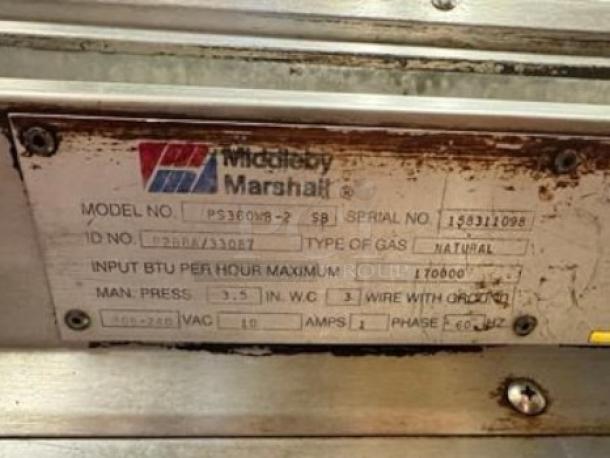 Middleby
Marshall ®
MODEL NO. PS360WB-2 SB SERIAL NO. 158311098
ID NO. TYPE OF GAS NATURAL
INPUT BTU PER HOUR MAXIMUM 170000
MAN. PRESS 3.5 IN. W.C 3 WIRE WITH GROUND
VAC 10 AMPS 1 PHASE 60 HZ